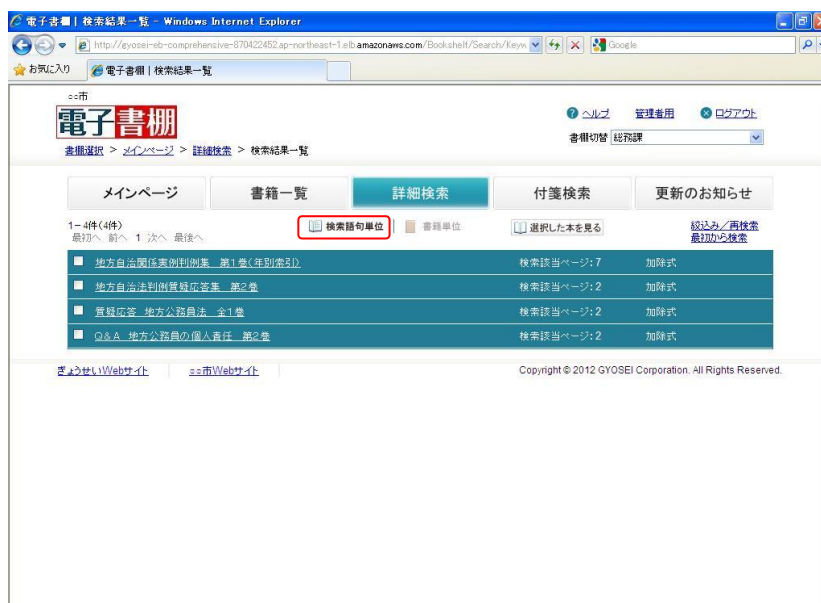 電子書棚 | 検索結果一覧 - Windows Internet Explorer
http://gyosei-eb-comprehensive-870422452.ap-northeast-1.elb.amazonaws.com/Bookshelf/Search/Keyw
Google
お気に入り
電子書棚 | 検索結果一覧
○○市
電子書棚
ヘルプ 管理者用 ログアウト
書棚切替 総務課
書棚選択 > メインページ > 詳細検索 > 検索結果一覧
メインページ 書籍一覧 詳細検索 付箋検索 更新のお知らせ
1-4件(4件)
最初へ 前へ 1 次へ 最後へ
検索語句単位 書籍単位 選択した本を見る
絞込み/再検索
最初から検索
地方自治関係実例判例集 第1巻(年別索引) 検索該当ページ:7 加除式
地方自治法判例質疑応答集 第2巻 検索該当ページ:2 加除式
質疑応答 地方公務員法 全1巻 検索該当ページ:2 加除式
Q&A 地方公務員の個人責任 第2巻 検索該当ページ:2 加除式
ぎょうせいWebサイト ○○市Webサイト
Copyright © 2012 GYOSEI Corporation. All Rights Reserved.